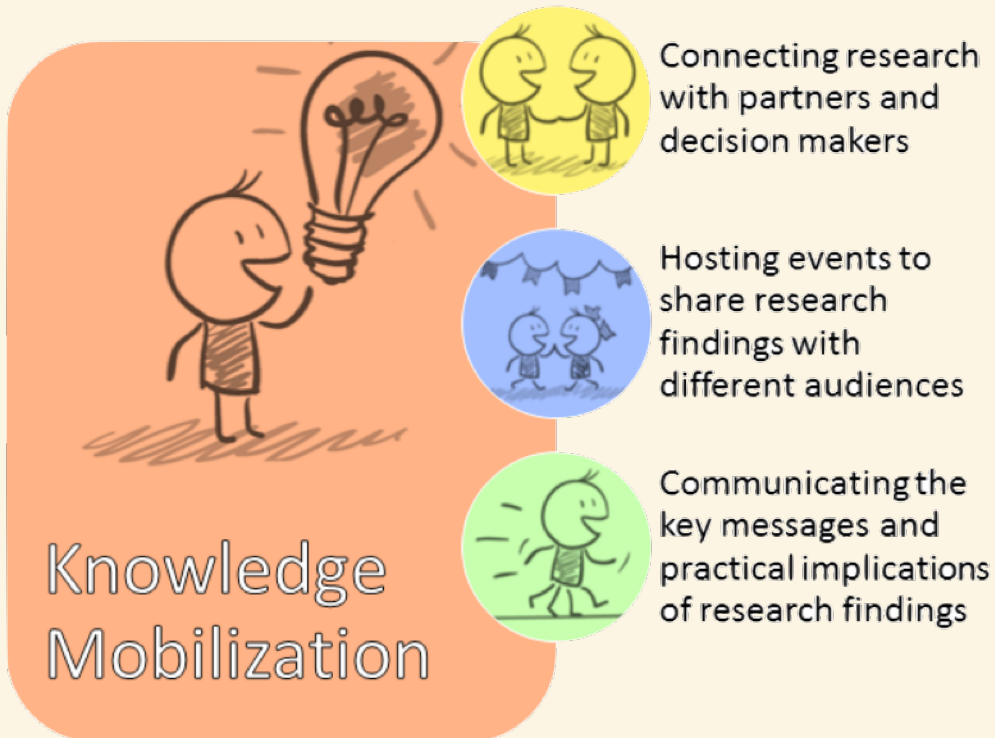 Connecting research
with partners and
decision makers
Hosting events to
share research
findings with
different audiences
Communicating the
key messages and
practical implications
of research findings
Knowledge
Mobilization